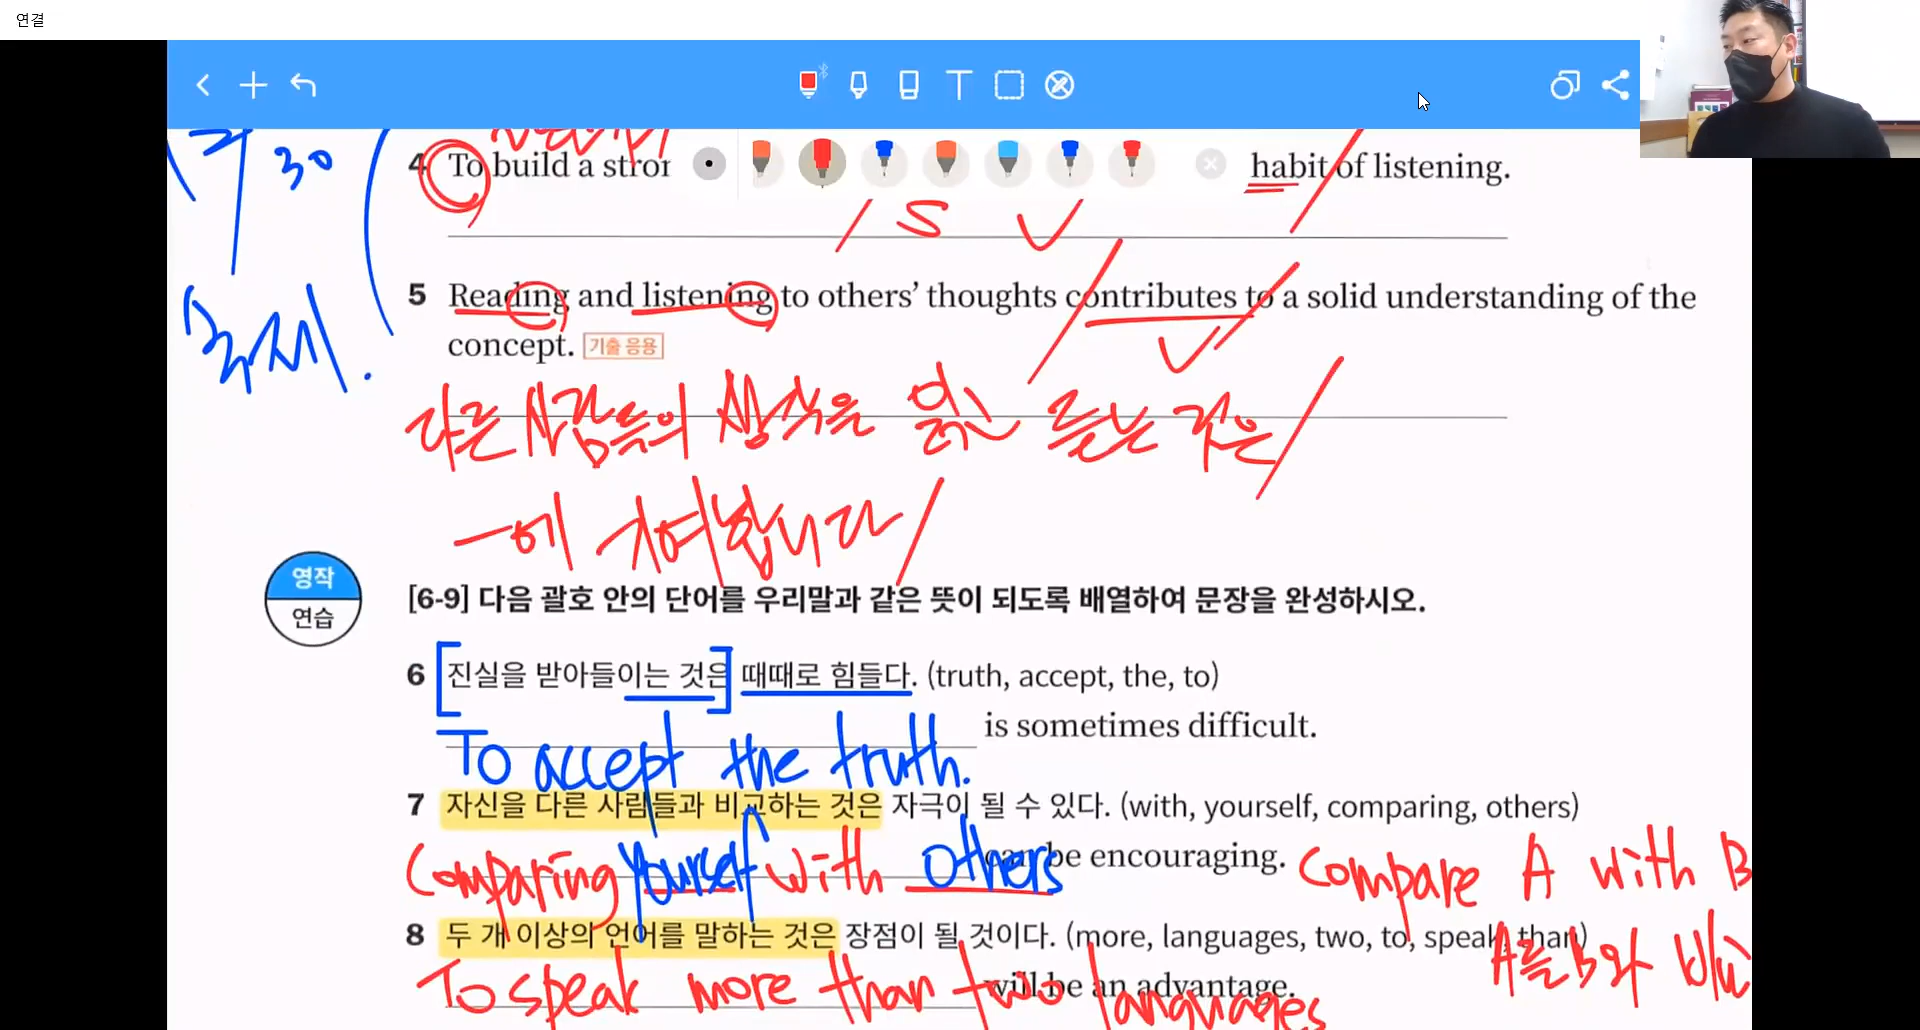 연결
12/30
숙제.
4 To build a stror habit of listening.
S V
5 Reading and listening to others’ thoughts contributes to a solid understanding of the
concept. 기출 응용
V
다른 사람들의 생각을 읽고 듣는 것은
ㅡ에 기여합니다
영작
연습
[6-9] 다음 괄호 안의 단어를 우리말과 같은 뜻이 되도록 배열하여 문장을 완성하시오.
6 진실을 받아들이는 것은 때때로 힘들다. (truth, accept, the, to)
is sometimes difficult.
To accept the truth.
7 자신을 다른 사람들과 비교하는 것은 자극이 될 수 있다. (with, yourself, comparing, others)
can be encouraging.
Comparing yourself with others
Compare A with B
8 두 개 이상의 언어를 말하는 것은 장점이 될 것이다. (more, languages, two, to, speak, than)
A를 B와 비교
will be an advantage.
To speak more than two languages